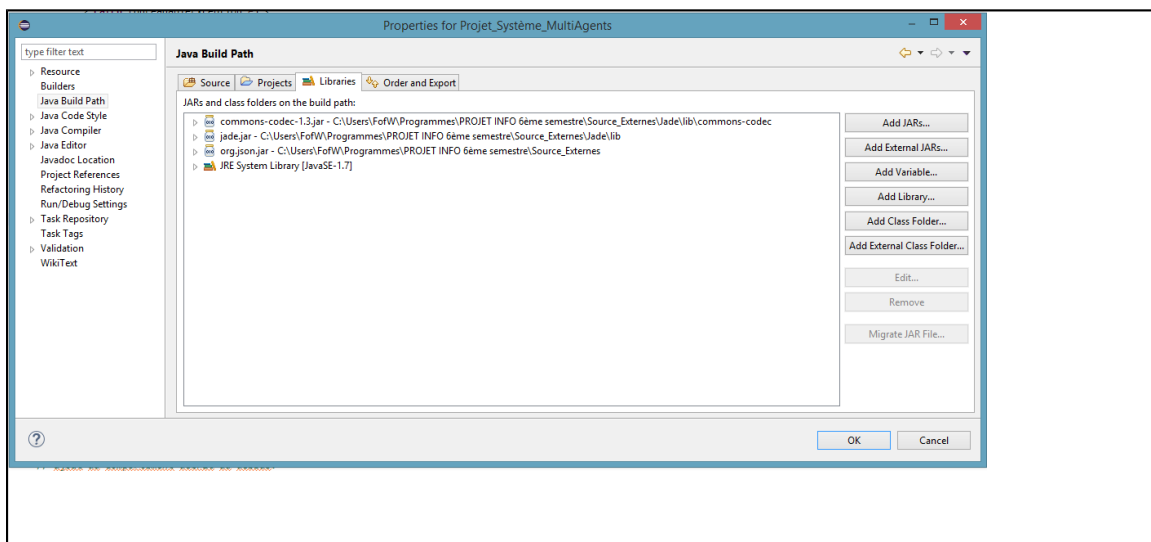 Properties for Projet_Système_MultiAgents
type filter text
Resource
Builders
Java Build Path
Java Code Style
Java Compiler
Java Editor
Javadoc Location
Project References
Refactoring History
Run/Debug Settings
Task Repository
Task Tags
Validation
WikiText
Java Build Path
Source Projects Libraries Order and Export
JARs and class folders on the build path:
commons-codec-1.3.jar - C:\Users\FofW\Programmes\PROJET INFO 6ème semestre\Source_Externes\Jade\lib\commons-codec
jade.jar - C:\Users\FofW\Programmes\PROJET INFO 6ème semestre\Source_Externes\Jade\lib
org.json.jar - C:\Users\FofW\Programmes\PROJET INFO 6ème semestre\Source_Externes
JRE System Library [JavaSE-1.7]
Add JARs...
Add External JARs...
Add Variable...
Add Library...
Add Class Folder...
Add External Class Folder...
Edit...
Remove
Migrate JAR File...
OK Cancel